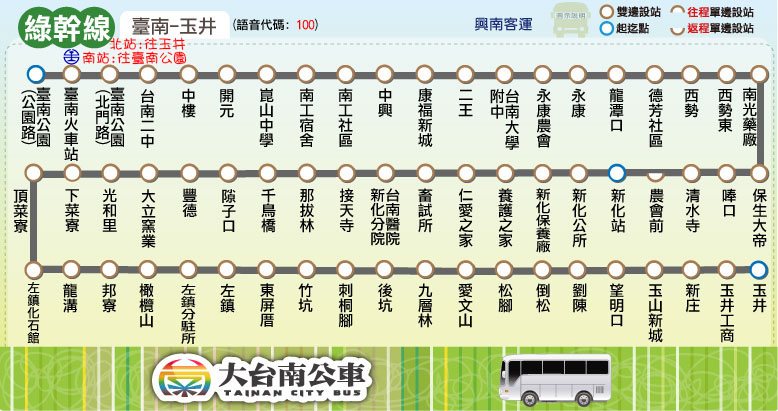 綠幹線
臺南-玉井
(語音代碼: 100)
興南客運
圖示說明
雙邊設站
起迄點
往程單邊設站
返程單邊設站
北站:往玉井
南站:往臺南公園
臺南公園(公園路)
臺南火車站
臺南公園(北門路)
台南二中
中樓
開元
崑山中學
南工宿舍
南工社區
中興
康福新城
二王
台南大學附中
永康農會
永康
龍潭口
德芳社區
西勢
西勢東
南光藥廠
保生大帝
唪口
清水寺
農會前
新化站
新化公所
新化保養廠
養護之家
仁愛之家
畜試所
台南醫院新化分院
接天寺
那拔林
千鳥橋
隙子口
豐德
大立窯業
光和里
下菜寮
頂菜寮
左鎮化石館
龍溝
邦寮
橄欖山
左鎮分駐所
左鎮
東屏厝
竹坑
刺桐腳
後坑
九層林
愛文山
松腳
倒松
劉陳
望明口
玉山新城
新庄
玉井工商
玉井
大台南公車
TAINAN CITY BUS